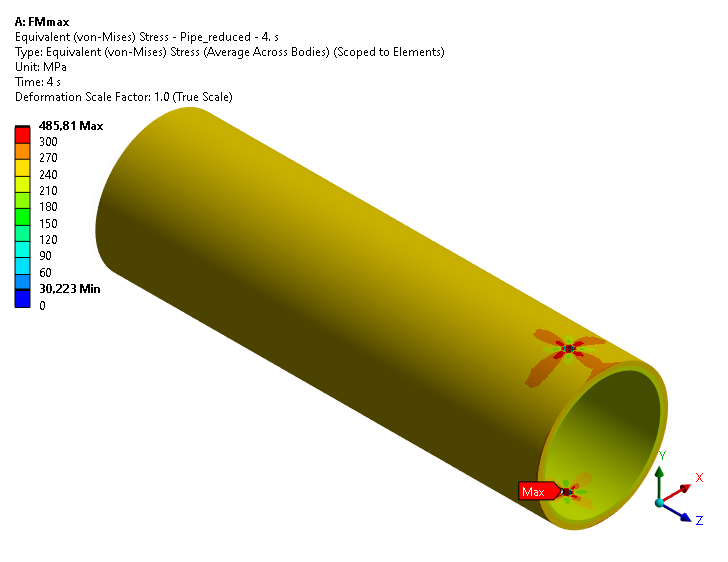 A: FMmax
Equivalent (von-Mises) Stress - Pipe_reduced - 4. s
Type: Equivalent (von-Mises) Stress (Average Across Bodies) (Scoped to Elements)
Unit: MPa
Time: 4 s
Deformation Scale Factor: 1.0 (True Scale)
485,81 Max
300
270
240
210
180
150
120
90
60
30,223 Min
0
Max
Y
X
Z